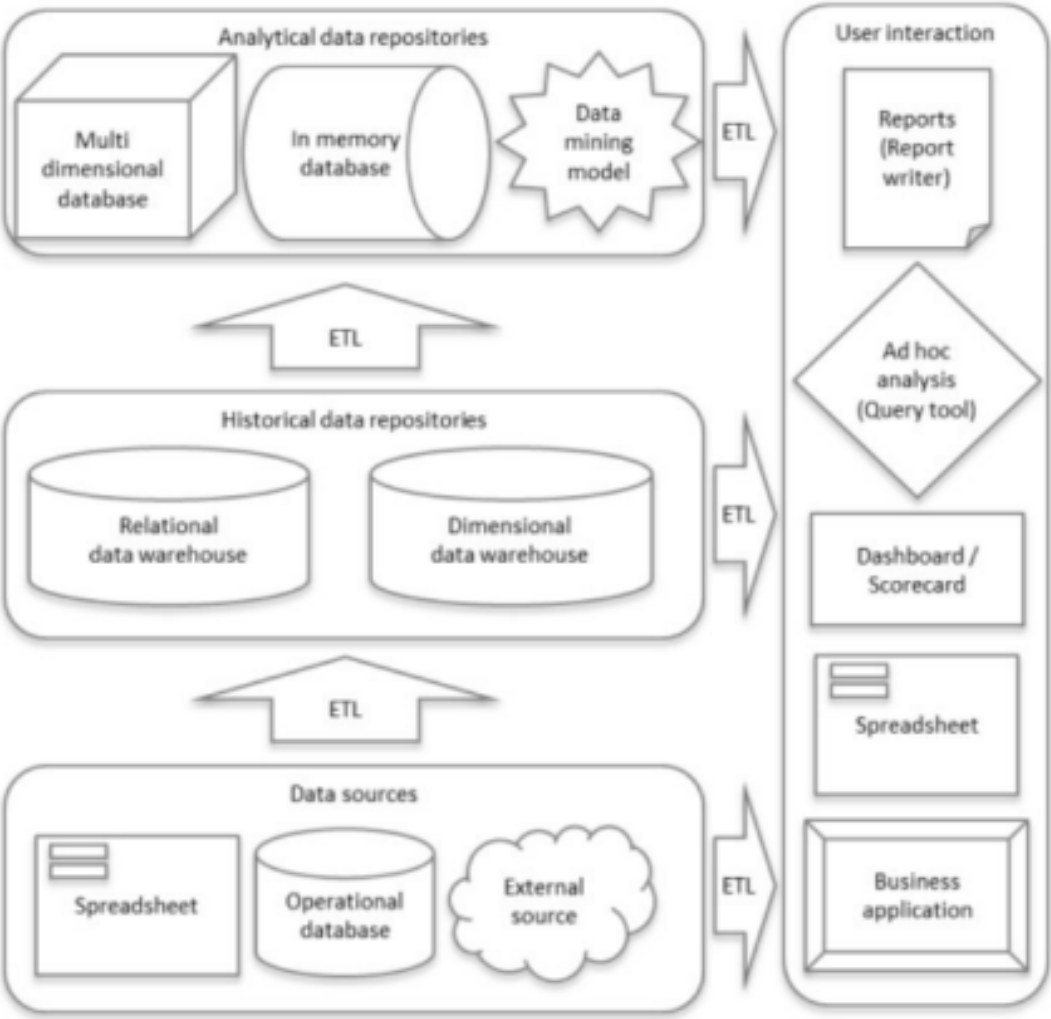 Analytical data repositories
Multi
dimensional
database
In memory
database
Data
mining
model
ETL
ETL
Historical data repositories
Relational
data warehouse
Dimensional
data warehouse
ETL
ETL
Data sources
Spreadsheet
Operational
database
External
source
ETL
User interaction
Reports
(Report
writer)
Ad hoc
analysis
(Query tool)
Dashboard /
Scorecard
Spreadsheet
Business
application